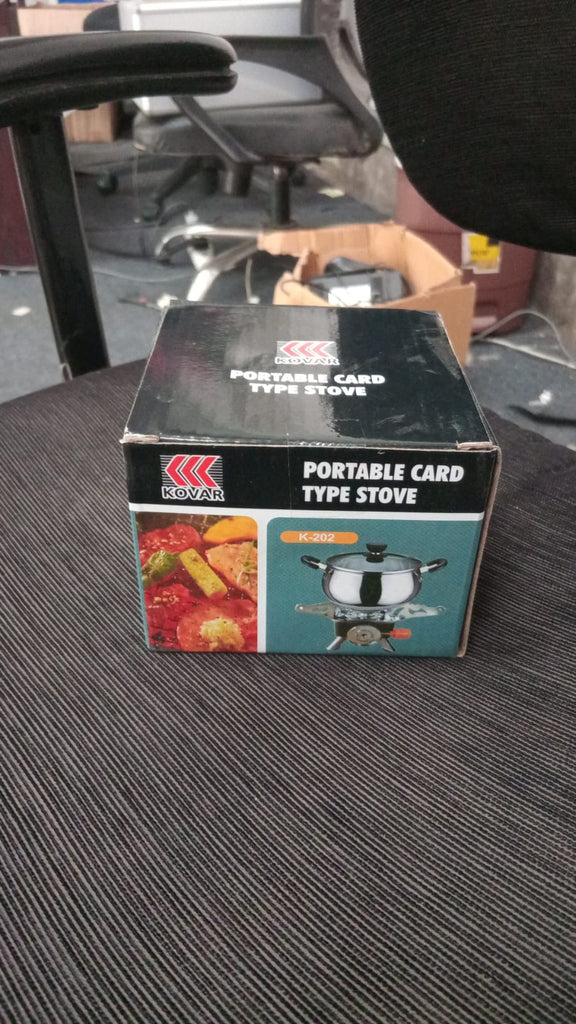 KOVAR
PORTABLE CARD
TYPE STOVE
KOVAR
PORTABLE CARD
TYPE STOVE
K-202